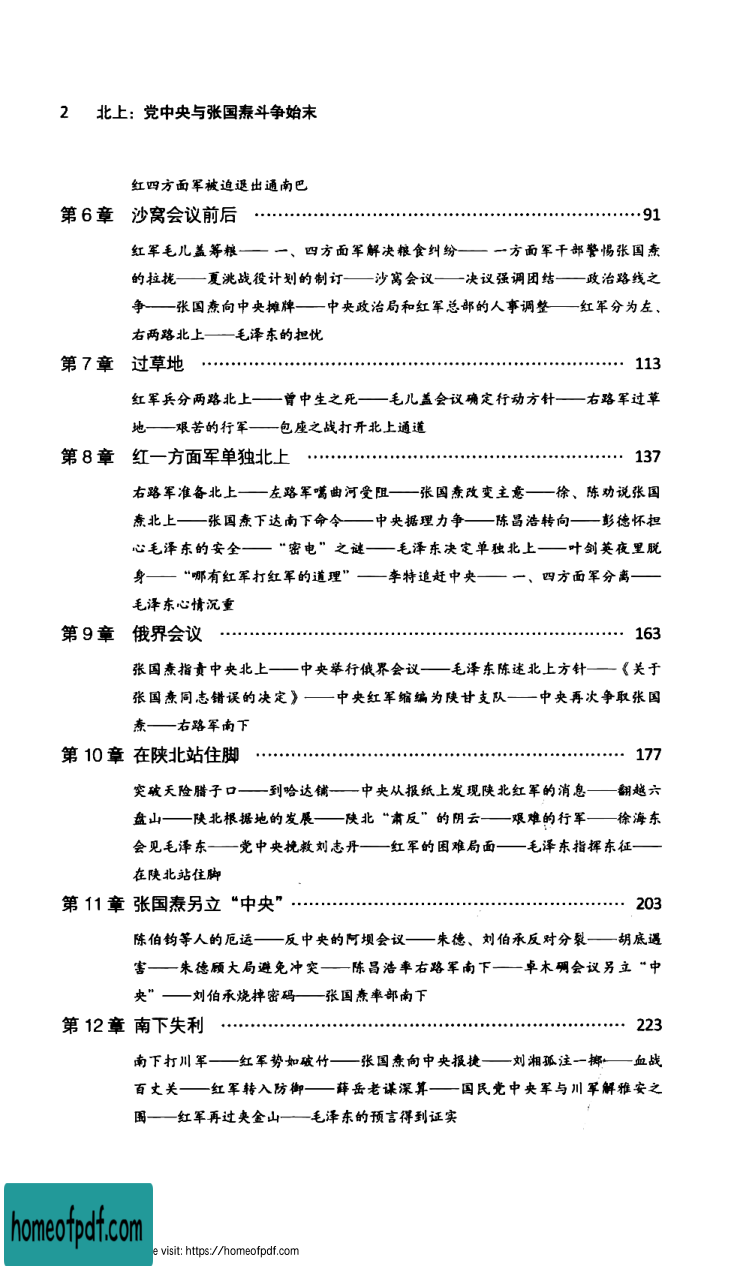 2 北上：党中央与张国焘斗争始末
红四方面军被迫退出通南巴
第6章 沙窝会议前后 ……………………………………………………………91
红军毛儿盖筹粮——一、四方面军解决粮食纠纷——一方面军干部警惕张国焘
的拉拢——夏洮战役计划的制订——沙窝会议——决议强调团结——政治路线之
争——张国焘向中央摊牌——中央政治局和红军总部的人事调整——红军分为左、
右两路北上——毛泽东的担忧
第7章 过草地 …………………………………………………………………… 113
红军兵分两路北上——曾中生之死——毛儿盖会议确定行动方针——右路军过草
地——艰苦的行军——包座之战打开北上通道
第8章 红一方面军单独北上 ………………………………………………… 137
右路军准备北上——左路军噶曲河受阻——张国焘改变主意——徐、陈劝说张国
焘北上——张国焘下达南下命令——中央据理力争——陈昌浩转向——彭德怀担
心毛泽东的安全——“密电”之谜——毛泽东决定单独北上——叶剑英夜里脱
身——“哪有红军打红军的道理”——李特追赶中央——一、四方面军分离——
毛泽东心情沉重
第9章 俄界会议 ……………………………………………………………… 163
张国焘指责中央北上——中央举行俄界会议——毛泽东陈述北上方针——《关于
张国焘同志错误的决定》——中央红军缩编为陕甘支队——中央再次争取张国
焘——右路军南下
第10章 在陕北站住脚 ………………………………………………………… 177
突破天险腊子口——到哈达铺——中央从报纸上发现陕北红军的消息——翻越六
盘山——陕北根据地的发展——陕北“肃反”的阴云——艰难的行军——徐海东
会见毛泽东——党中央挽救刘志丹——红军的困难局面——毛泽东指挥东征——
在陕北站住脚
第11章 张国焘另立“中央” …………………………………………………… 203
陈伯钧等人的厄运——反中央的阿坝会议——朱德、刘伯承反对分裂——胡底遇
害——朱德顾大局避免冲突——陈昌浩率右路军南下——卓木碉会议另立“中
央”——刘伯承烧掉密码——张国焘率部南下
第12章 南下失利 ……………………………………………………………… 223
南下打川军——红军势如破竹——张国焘向中央报捷——刘湘孤注一掷——血战
百丈关——红军转入防御——薛岳老谋深算——国民党中央军与川军解雅安之
围——红军再过夹金山——毛泽东的预言得到证实
homeofpdf.com
e visit: https://homeofpdf.com